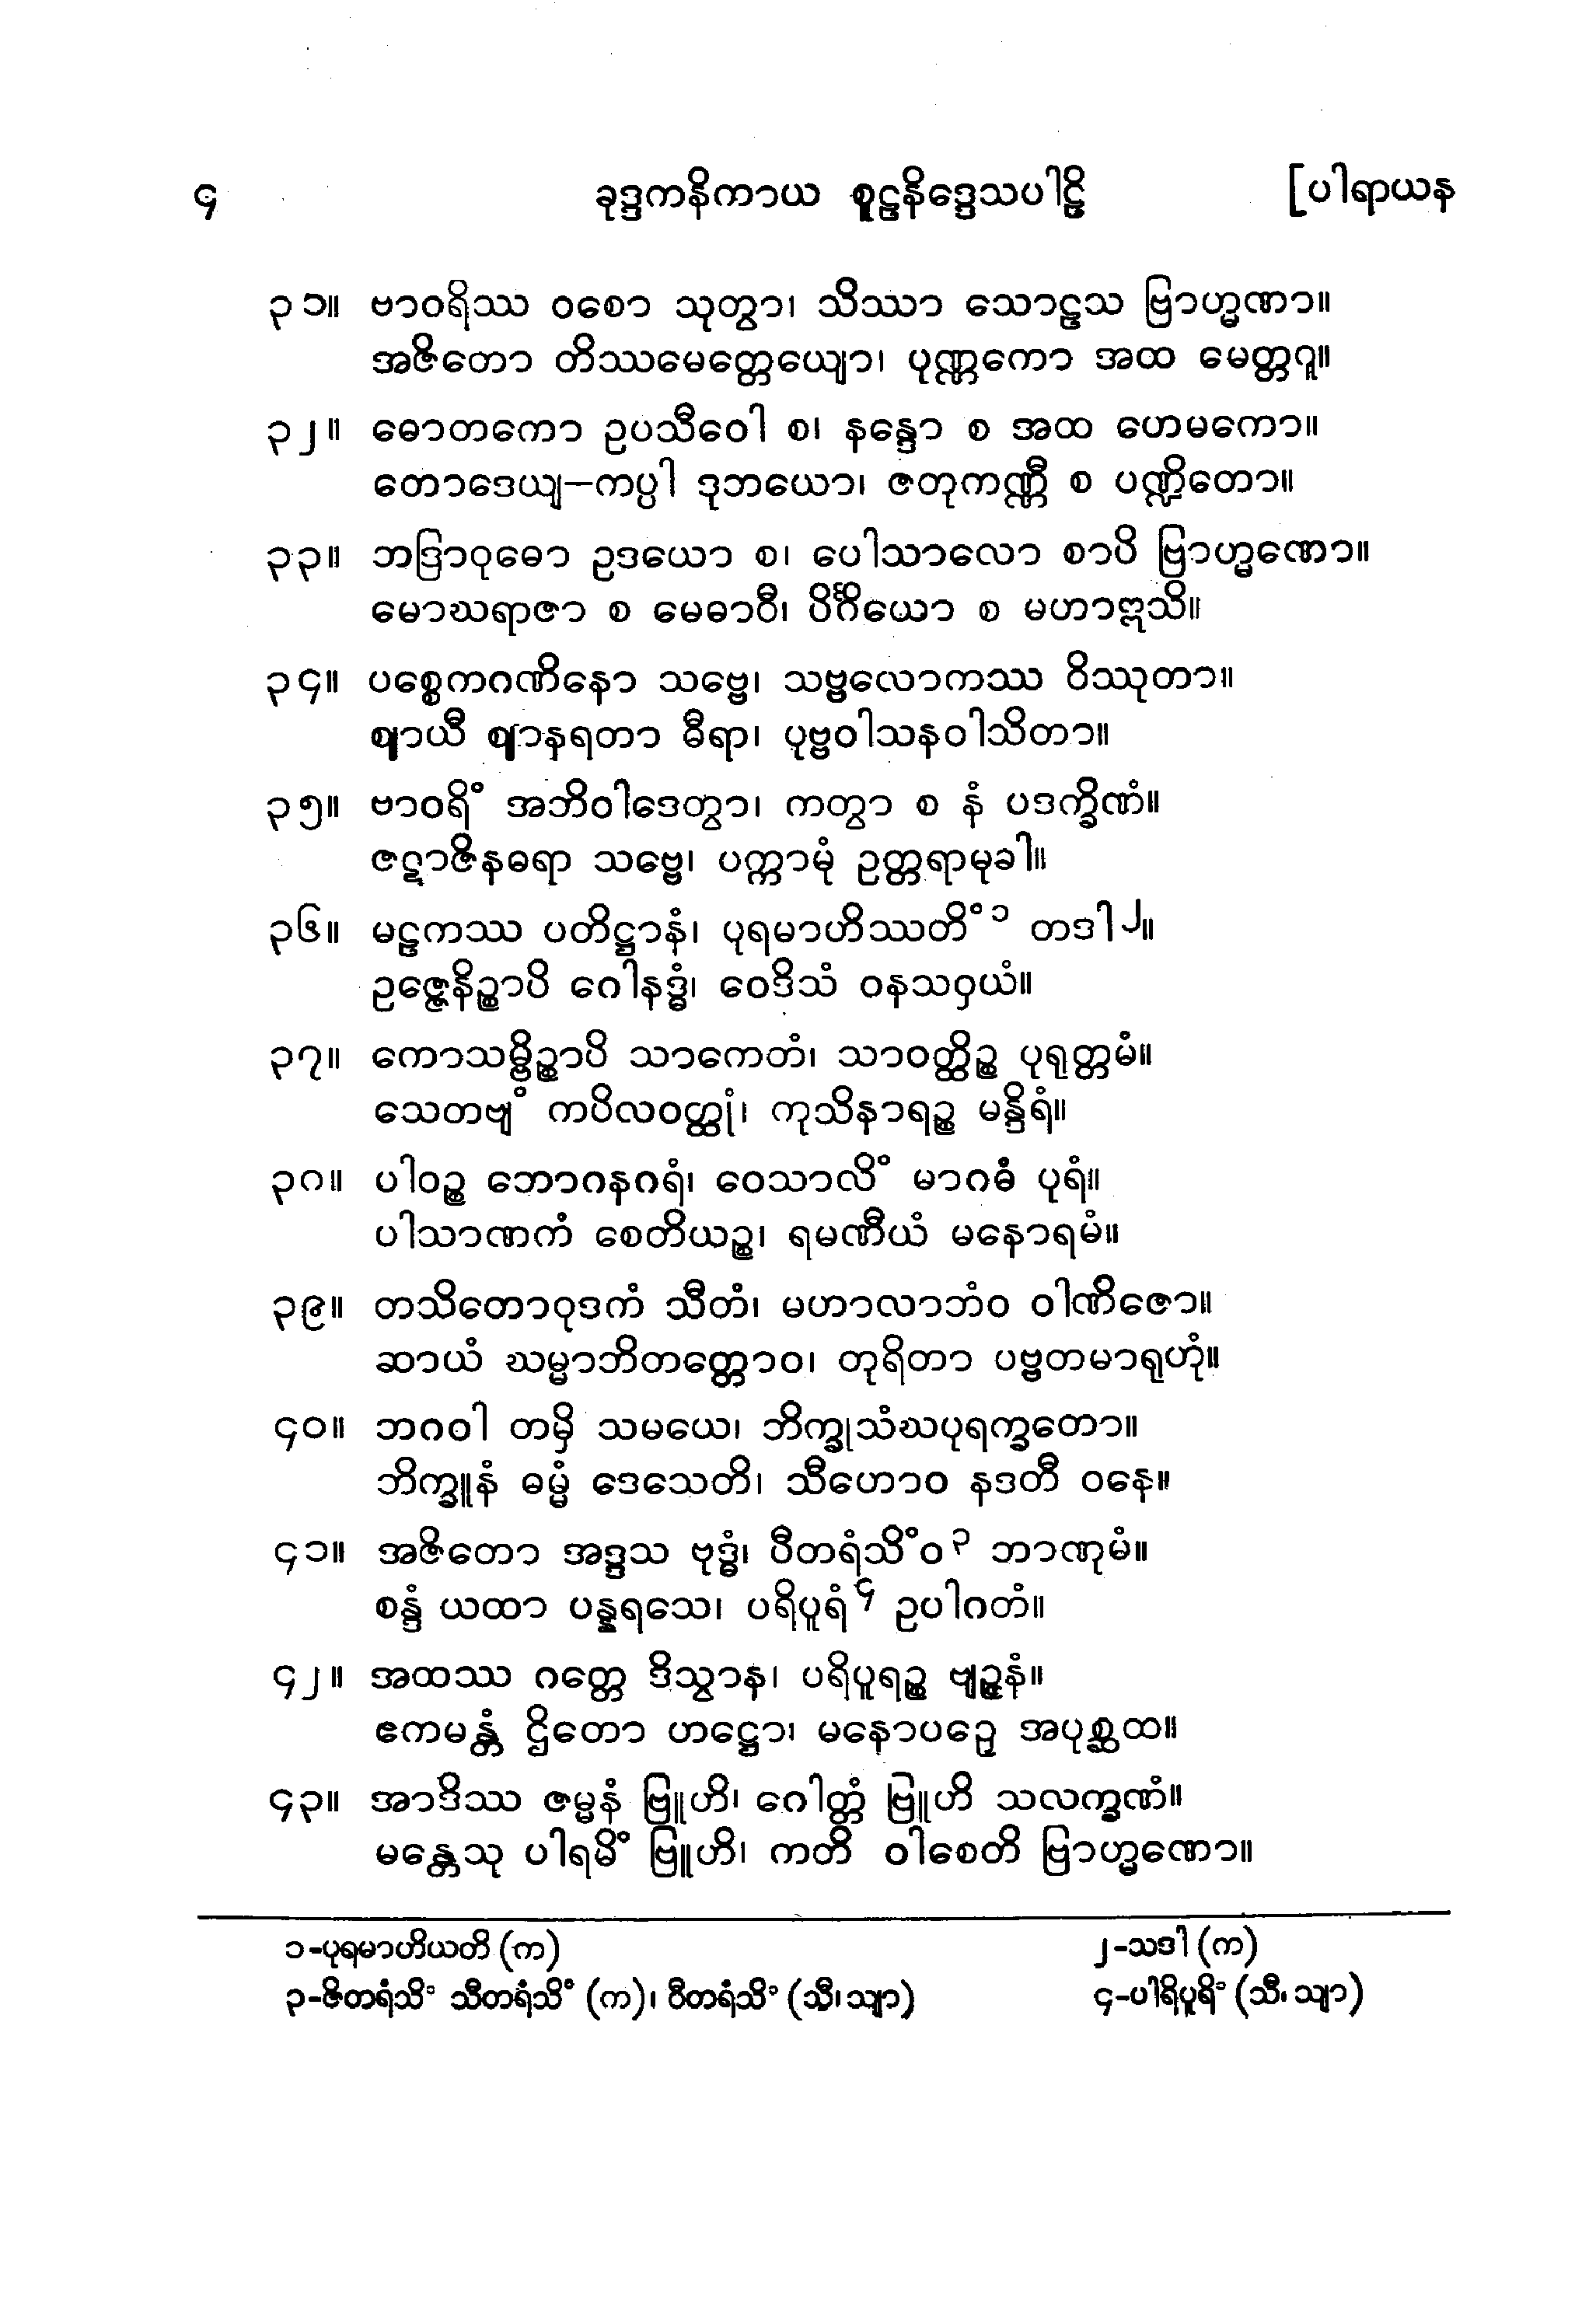 ၄ ခုဒ္ဒကနိကာယ စူဠနိဒ္ဒေသပါဠိ [ပါရာယန
၃၁။ ဗာဝရိဿ ဝစော သုတွာ၊ သိဿာ သောဠသ ဗြာဟ္မဏာ။
အဇိတော တိဿမေတ္တေယျော၊ ပုဏ္ဏကော အထ မေတ္တဂူ။
၃၂။ ဓောတကော ဥပသီဝေါ စ၊ နန္ဒော စ အထ ဟေမကော။
တောဒေယျ–ကပ္ပါ ဒုဘယော၊ ဇတုကဏ္ဏီ စ ပဏ္ဍိတော။
၃၃။ ဘဒြာဝုဓော ဥဒယော စ၊ ပေါသာလော စာပိ ဗြာဟ္မဏော။
မောဃရာဇာ စ မေဓာဝီ၊ ပိင်္ဂိယော စ မဟာဣသိ။
၃၄။ ပစ္စေကဂဏိနော သဗ္ဗေ၊ သဗ္ဗလောကဿ ဝိဿုတာ။
ဈာယီ ဈာနရတာ ဓီရာ၊ ပုဗ္ဗဝါသနဝါသိတာ။
၃၅။ ဗာဝရိံ အဘိဝါဒေတွာ၊ ကတွာ စ နံ ပဒက္ခိဏံ။
ဇဋာဇိနဓရာ သဗ္ဗေ၊ ပက္ကာမုံ ဥတ္တရာမုခါ။
၃၆။ မဠကဿ ပတိဋ္ဌာနံ၊ ပုရမာဟိဿတိံ ၁ တဒါ ၂။
ဥဇ္ဇေနိဉ္စာပိ ဂေါနဒ္ဓံ၊ ဝေဒိသံ ဝနသဝှယံ။
၃၇။ ကောသမ္ဗိဉ္စာပိ သာကေတံ၊ သာဝတ္ထိဉ္စ ပုရုတ္တမံ။
သေတဗျံ ကပိလဝတ္ထုံ၊ ကုသိနာရဉ္စ မန္ဒိရံ။
၃၈။ ပါဝဉ္စ ဘောဂနဂရံ၊ ဝေသာလိံ မာဂဓံ ပုရံ။
ပါသာဏကံ စေတိယဉ္စ၊ ရမဏီယံ မနောရမံ။
၃၉။ တသိတောဝုဒကံ သီတံ၊ မဟာလာဘံဝ ဝါဏိဇော။
ဆာယံ ဃမ္မာဘိတတ္တောဝ၊ တုရိတာ ပဗ္ဗတမာရုဟုံ။
၄၀။ ဘဂဝါ တမှိ သမယေ၊ ဘိက္ခုသံဃပုရက္ခတော။
ဘိက္ခူနံ ဓမ္မံ ဒေသေတိ၊ သီဟောဝ နဒတီ ဝနေ။
၄၁။ အဇိတော အဒ္ဒသ ဗုဒ္ဓံ၊ ပီတရံသိံဝ ၃ ဘာဏုမံ။
စန္ဒံ ယထာ ပန္နရသေ၊ ပရိပူရံ ၄ ဥပါဂတံ။
၄၂။ အထဿ ဂတ္တေ ဒိသွာန၊ ပရိပူရဉ္စ ဗျဉ္ဇနံ။
ဧကမန္တံ ဌိတော ဟဋ္ဌော၊ မနောပဉှေ အပုစ္ဆထ။
၄၃။ အာဒိဿ ဇမ္မနံ ဗြူဟိ၊ ဂေါတ္တံ ဗြူဟိ သလက္ခဏံ။
မန္တေသု ပါရမိံ ဗြူဟိ၊ ကတိ ဝါစေတိ ဗြာဟ္မဏော။
၁-ပုရမာဟိယတိ (က) ၂-သဒါ (က)
၃-ဇိတရံသိံ သီတရံသိံ (က)၊ ဝီတရံသိံ (သီ၊ သျာ) ၄-ပါရိပူရိံ (သီ၊ သျာ)